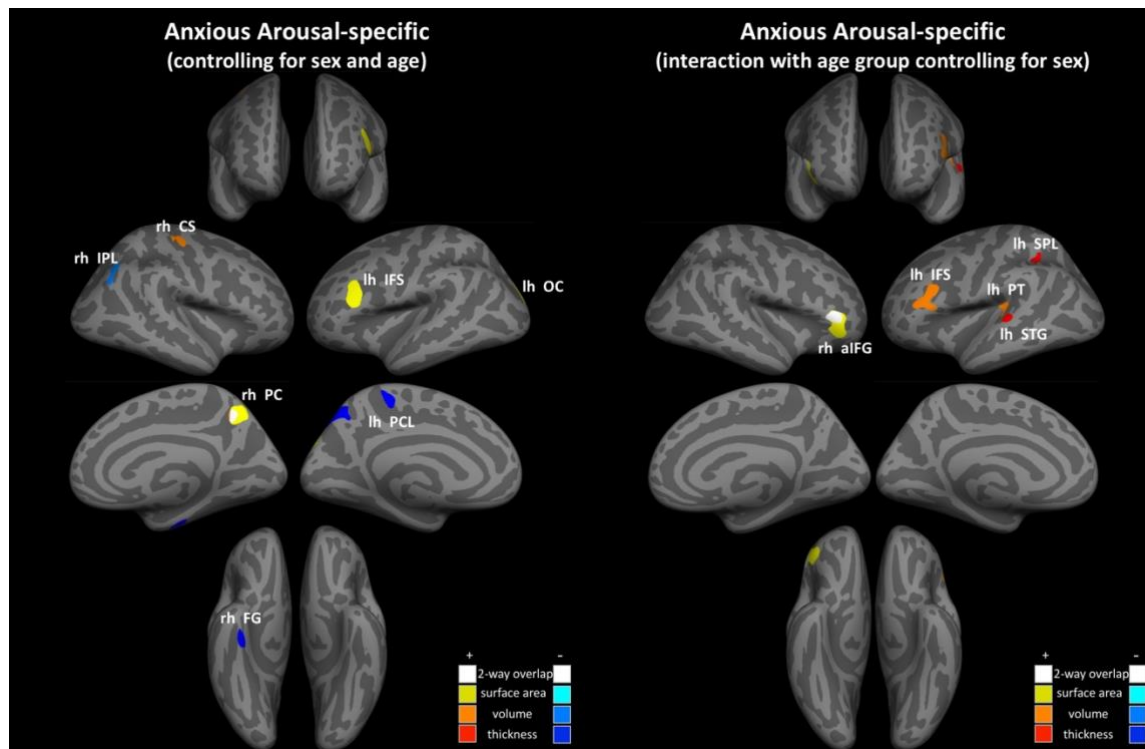 Anxious Arousal-specific
(controlling for sex and age)
rh CS
rh IPL
lh IFS
lh OC
rh PC
lh PCL
rh FG
+ -
2-way overlap
surface area
volume
thickness
Anxious Arousal-specific
(interaction with age group controlling for sex)
lh SPL
lh IFS
lh PT
lh STG
rh aIFG
+ -
2-way overlap
surface area
volume
thickness